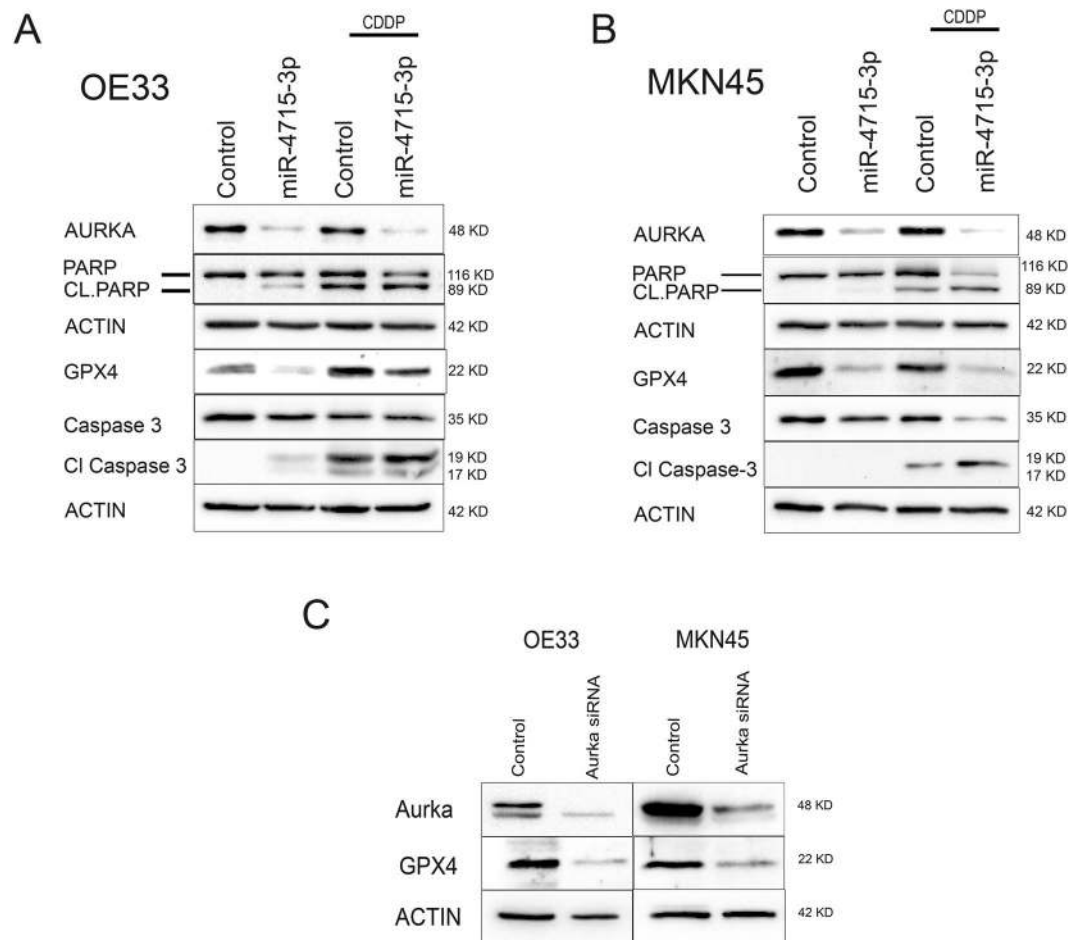 A
OE33
CDDP
Control
miR-4715-3p
Control
miR-4715-3p
AURKA
48 KD
PARP
116 KD
CL.PARP
89 KD
ACTIN
42 KD
GPX4
22 KD
Caspase 3
35 KD
Cl Caspase 3
19 KD
17 KD
ACTIN
42 KD
B
MKN45
CDDP
Control
miR-4715-3p
Control
miR-4715-3p
AURKA
48 KD
PARP
116 KD
CL.PARP
89 KD
ACTIN
42 KD
GPX4
22 KD
Caspase 3
35 KD
Cl Caspase-3
19 KD
17 KD
ACTIN
42 KD
C
OE33
MKN45
Control
Aurka siRNA
Control
Aurka siRNA
Aurka
48 KD
GPX4
22 KD
ACTIN
42 KD